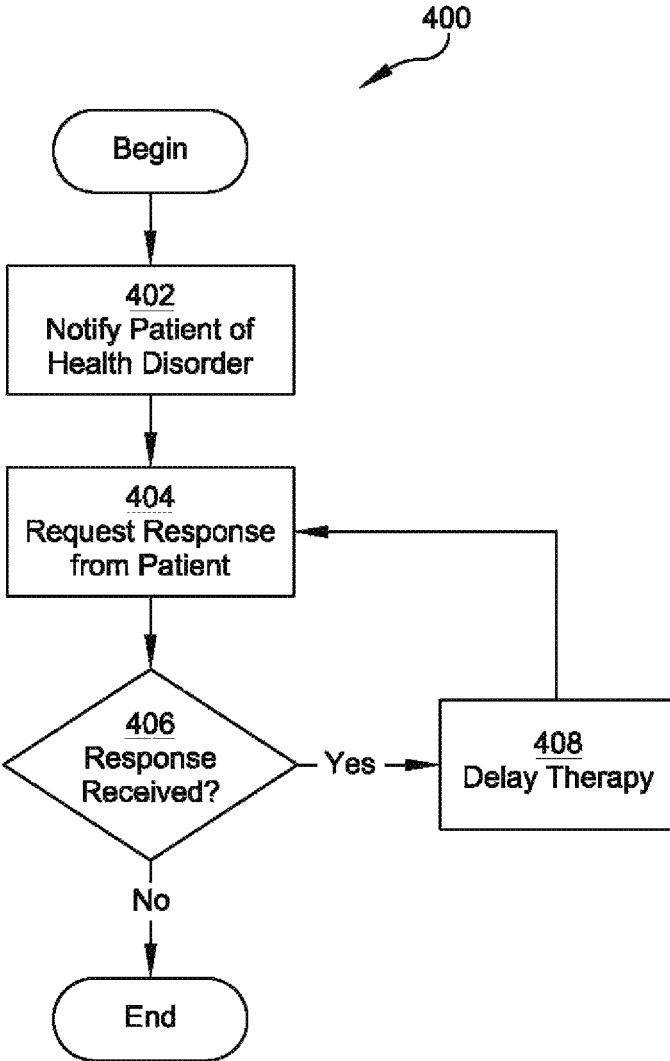 400
Begin
402
Notify Patient of
Health Disorder
404
Request Response
from Patient
406
Response
Received?
Yes
408
Delay Therapy
No
End